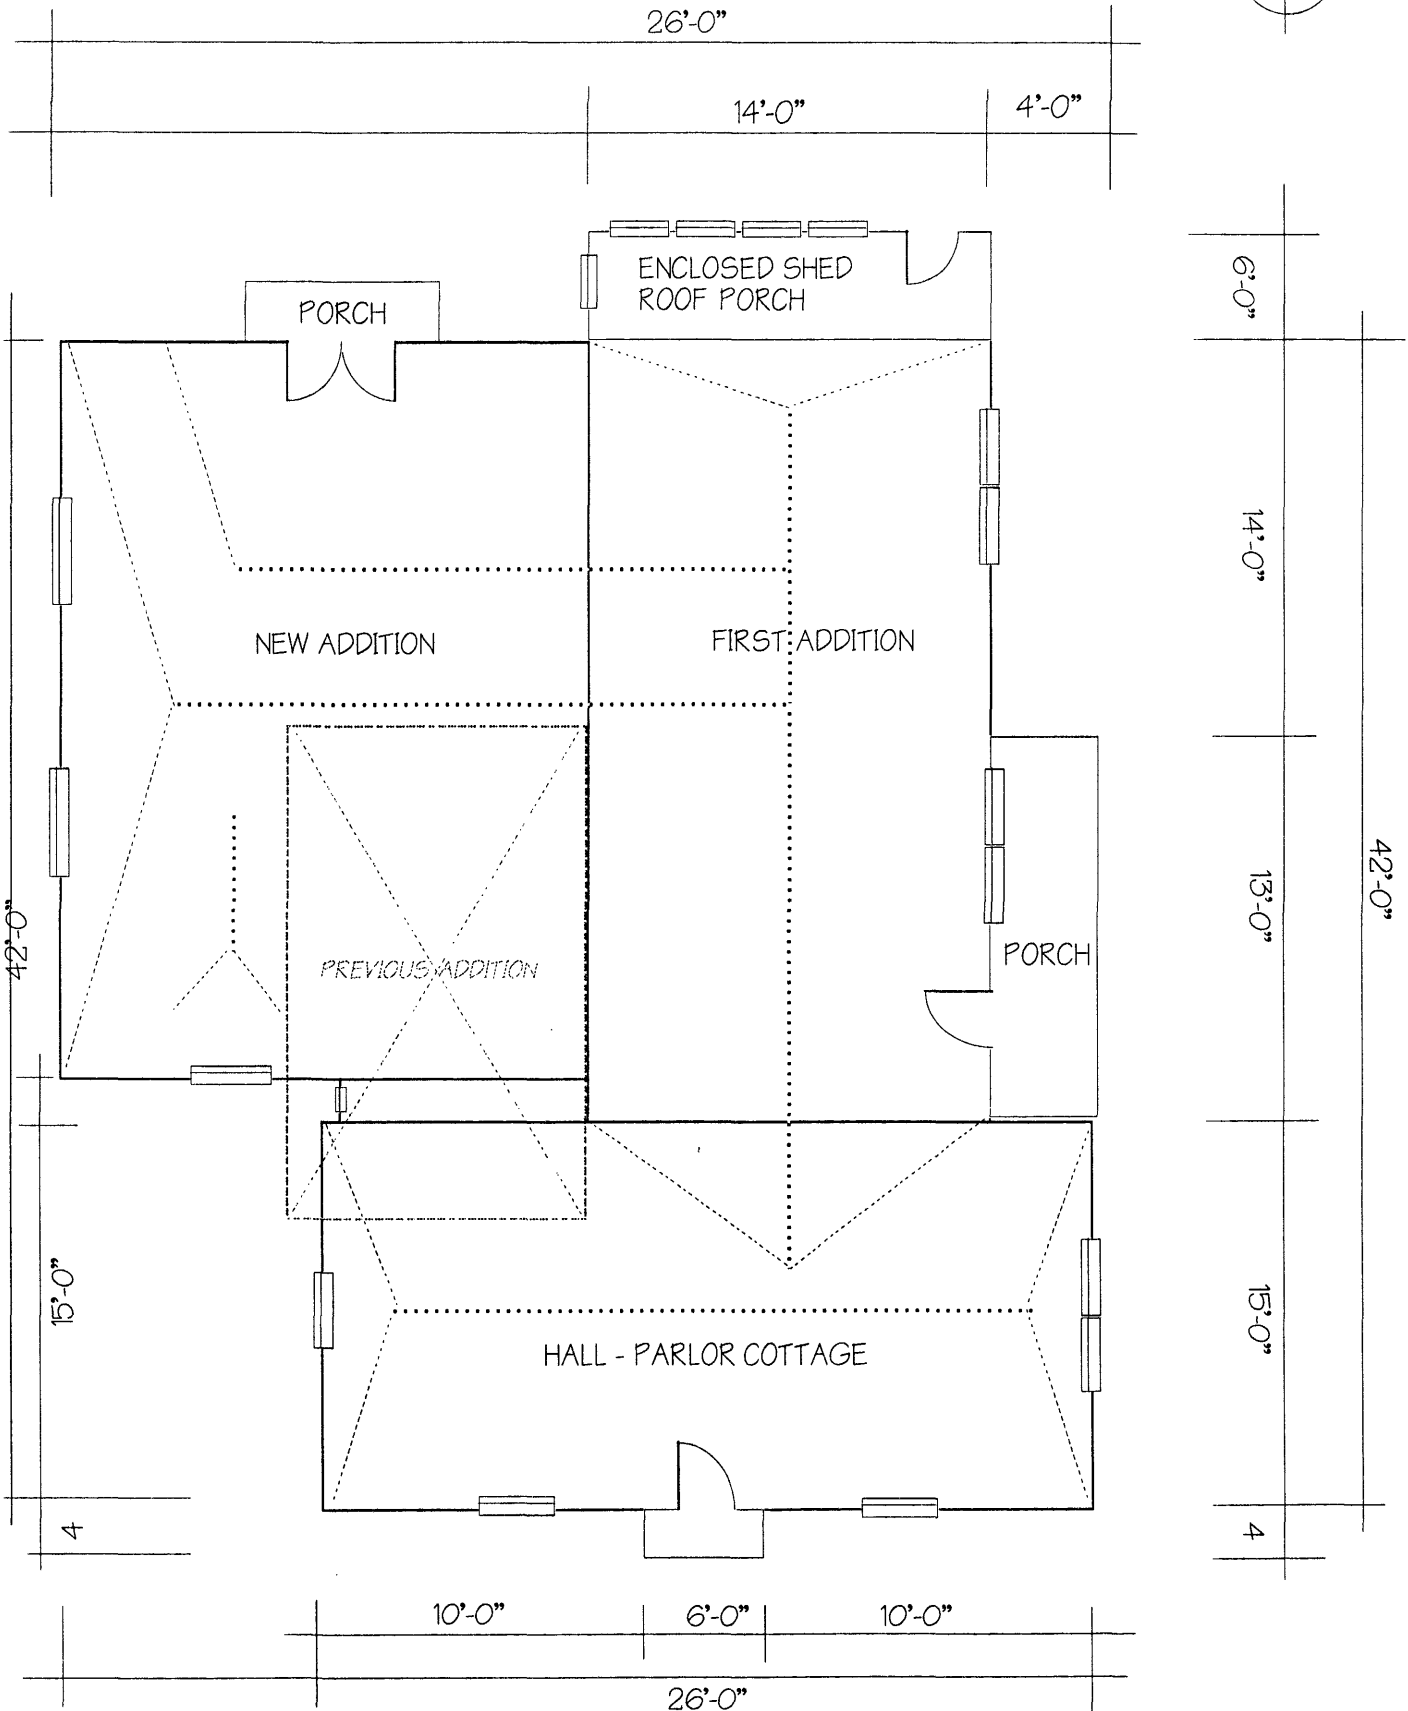 26'-0"
14'-0"
4'-0"
ENCLOSED SHED
ROOF PORCH
6'-0"
PORCH
14'-0"
NEW ADDITION
FIRST ADDITION
42'-0"
13'-0"
42'-0"
PORCH
PREVIOUS ADDITION
15'-0"
15'-0"
HALL - PARLOR COTTAGE
4
4
10'-0"
6'-0"
10'-0"
26'-0"